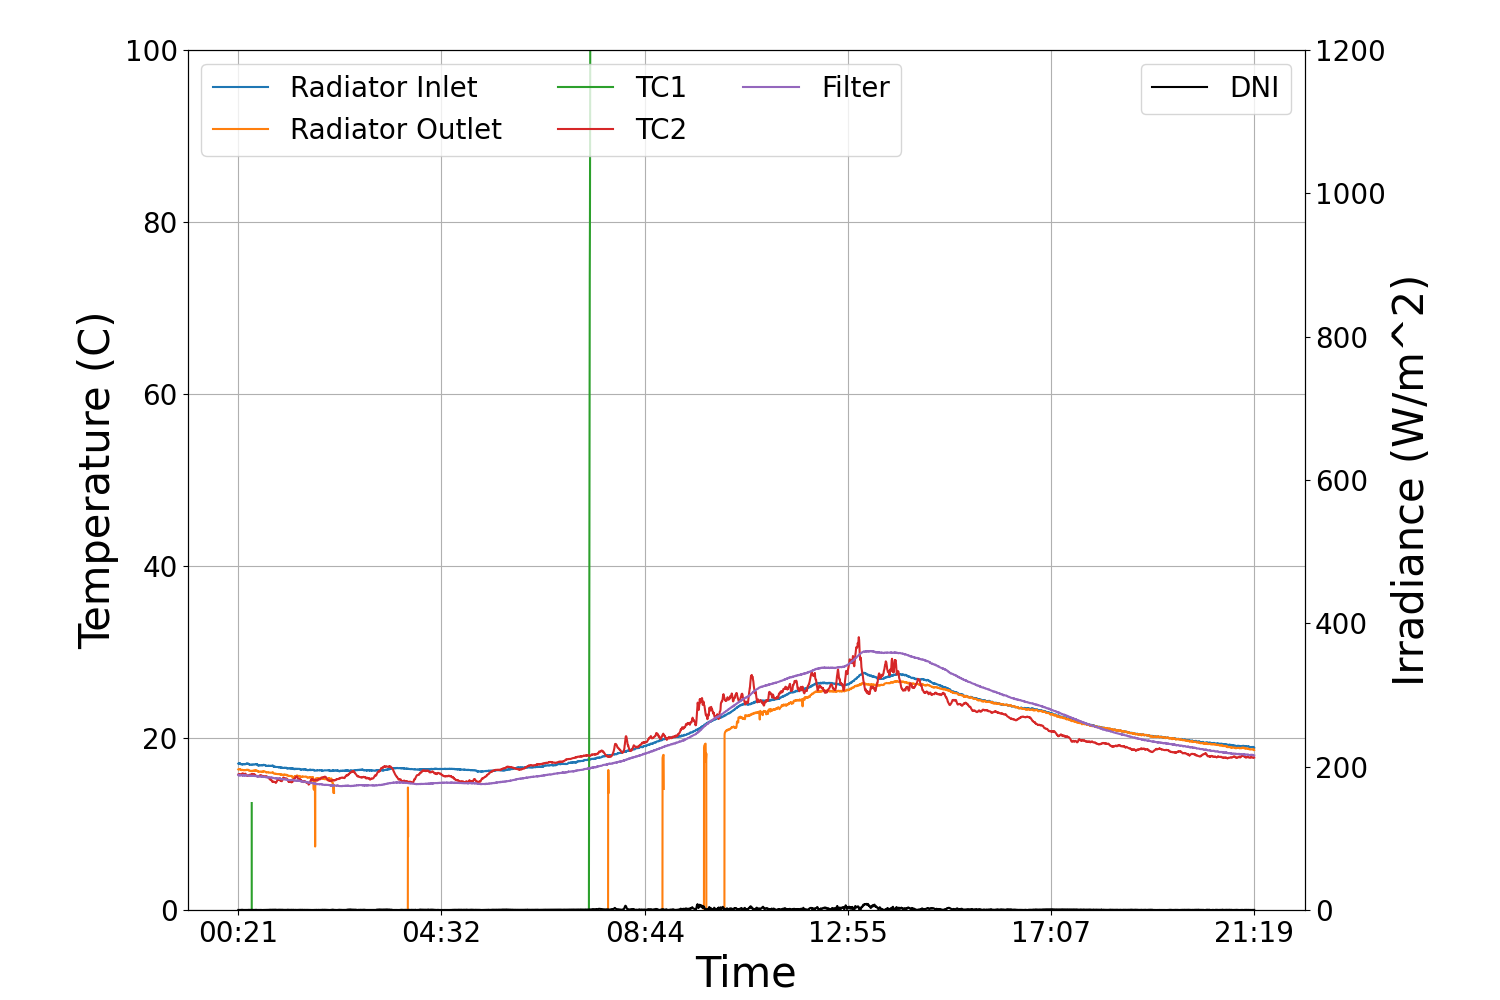 100
80
60
40
20
0
Temperature (C)
Radiator Inlet
Radiator Outlet
TC1
TC2
Filter
DNI
1200
1000
800
600
400
200
0
Irradiance (W/m^2)
00:21 04:32 08:44 12:55 17:07 21:19
Time